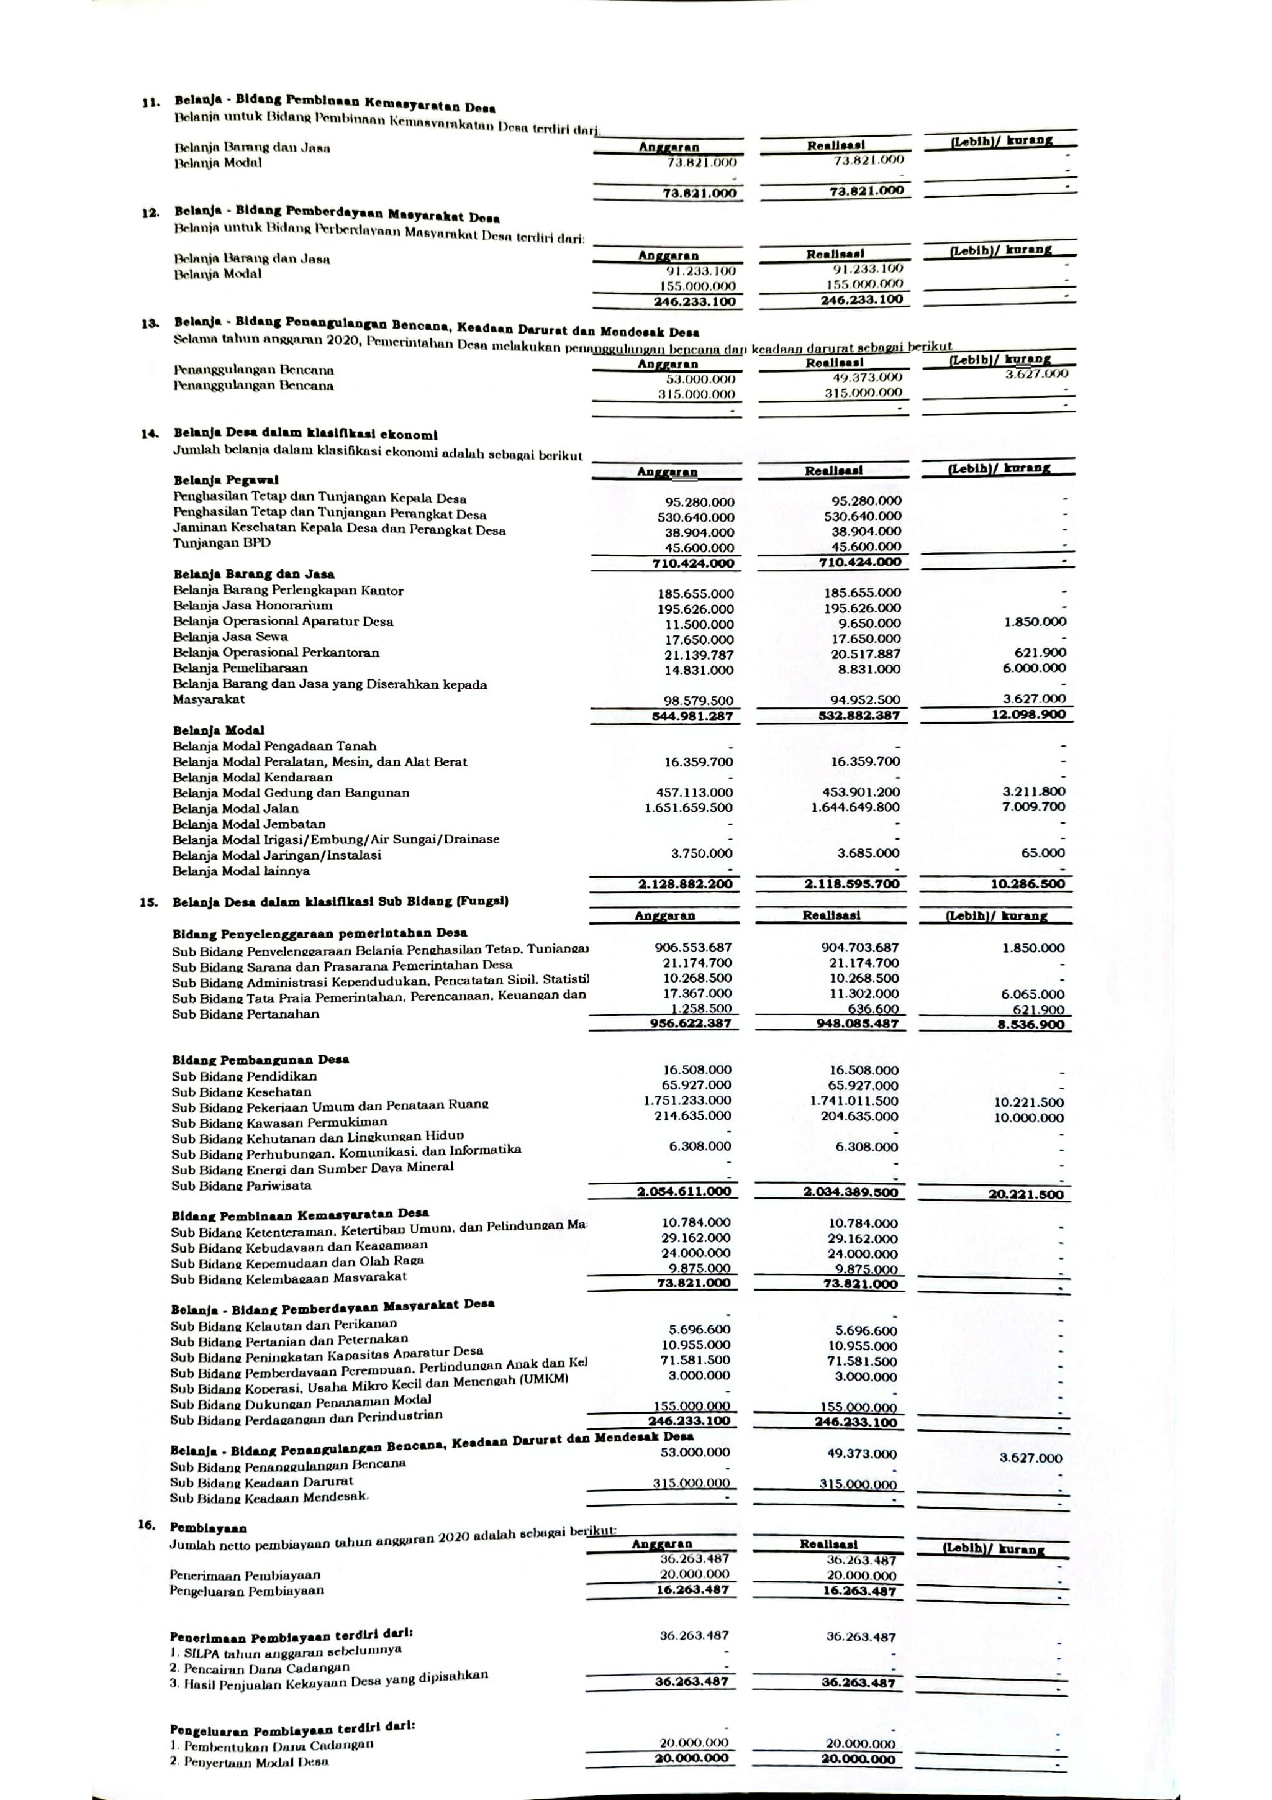 11. Belanja - Bidang Pembinaan Kemasyaratan Desa
Belanja untuk Bidang Pembinaan Kemasyarakatan Desa terdiri dari:
Anggaran Realisasi (Lebih)/ kurang
Belanja Barang dan Jasa 73.821.000 73.821.000 -
Belanja Modal - - -
73.821.000 73.821.000 -
12. Belanja - Bidang Pemberdayaan Masyarakat Desa
Belanja untuk Bidang Perberdayaan Masyarakat Desa terdiri dari:
Anggaran Realisasi (Lebih)/ kurang
Belanja Barang dan Jasa 91.233.100 91.233.100 -
Belanja Modal 155.000.000 155.000.000 -
246.233.100 246.233.100 -
13. Belanja - Bidang Penangulangan Bencana, Keadaan Darurat dan Mendesak Desa
Selama tahun anggaran 2020, Pemerintahan Desa melakukan penanggulungan bencana dan keadaan darurat sebagai berikut
Anggaran Realisasi (Lebih)/ kurang
Penanggulangan Bencana 53.000.000 49.373.000 3.627.000
Penanggulangan Bencana 315.000.000 315.000.000 -
- - -
14. Belanja Desa dalam klasifikasi ekonomi
Jumlah belanja dalam klasifikasi ekonomi adalah sebagai berikut
Anggaran Realisasi (Lebih)/ kurang
Belanja Pegawai
Penghasilan Tetap dan Tunjangan Kepala Desa 95.280.000 95.280.000 -
Penghasilan Tetap dan Tunjangan Perangkat Desa 530.640.000 530.640.000 -
Jaminan Kesehatan Kepala Desa dan Perangkat Desa 38.904.000 38.904.000 -
Tunjangan BPD 45.600.000 45.600.000 -
710.424.000 710.424.000 -
Belanja Barang dan Jasa
Belanja Barang Perlengkapan Kantor 185.655.000 185.655.000 -
Belanja Jasa Honorarium 195.626.000 195.626.000 -
Belanja Operasional Aparatur Desa 11.500.000 9.650.000 1.850.000
Belanja Jasa Sewa 17.650.000 17.650.000 -
Belanja Operasional Perkantoran 21.139.787 20.517.887 621.900
Belanja Pemeliharaan 14.831.000 8.831.000 6.000.000
Belanja Barang dan Jasa yang Diserahkan kepada -
Masyarakat 98.579.500 94.952.500 3.627.000
544.981.287 532.882.387 12.098.900
Belanja Modal
Belanja Modal Pengadaan Tanah - - -
Belanja Modal Peralatan, Mesin, dan Alat Berat 16.359.700 16.359.700 -
Belanja Modal Kendaraan - - -
Belanja Modal Gedung dan Bangunan 457.113.000 453.901.200 3.211.800
Belanja Modal Jalan 1.651.659.500 1.644.649.800 7.009.700
Belanja Modal Jembatan - - -
Belanja Modal Irigasi/Embung/Air Sungai/Drainase - - -
Belanja Modal Jaringan/Instalasi 3.750.000 3.685.000 65.000
Belanja Modal lainnya - - -
2.128.882.200 2.118.595.700 10.286.500
15. Belanja Desa dalam klasifikasi Sub Bidang (Fungsi)
Anggaran Realisasi (Lebih)/ kurang
Bidang Penyelenggaraan pemerintahan Desa
Sub Bidang Penyelenggaraan Belania Penghasilan Tetap. Tuniangan 906.553.687 904.703.687 1.850.000
Sub Bidang Sarana dan Prasarana Pemerintahan Desa 21.174.700 21.174.700 -
Sub Bidang Administrasi Kependudukan. Pencatatan Sipil. Statistil 10.268.500 10.268.500 -
Sub Bidang Tata Praia Pemerintahan. Perencanaan. Keuangan dan 17.367.000 11.302.000 6.065.000
Sub Bidang Pertanahan 1.258.500 636.600 621.900
956.622.387 948.085.487 8.536.900
Bidang Pembangunan Desa
Sub Bidang Pendidikan 16.508.000 16.508.000 -
Sub Bidang Kesehatan 65.927.000 65.927.000 -
Sub Bidang Pekerjaan Umum dan Penataan Ruang 1.751.233.000 1.741.011.500 10.221.500
Sub Bidang Kawasan Permukiman 214.635.000 204.635.000 10.000.000
Sub Bidang Kehutanan dan Lingkungan Hidup - - -
Sub Bidang Perhubungan. Komunikasi. dan Informatika 6.308.000 6.308.000 -
Sub Bidang Energi dan Sumber Daya Mineral - - -
Sub Bidang Pariwisata - - -
2.054.611.000 2.034.389.500 20.221.500
Bidang Pembinaan Kemasyaratan Desa
Sub Bidang Ketenteraman. Ketertiban Umum. dan Pelindungan Ma 10.784.000 10.784.000 -
Sub Bidang Kebudayaan dan Keagamaan 29.162.000 29.162.000 -
Sub Bidang Kepemudaan dan Olah Raga 24.000.000 24.000.000 -
Sub Bidang Kelembagaan Masyarakat 9.875.000 9.875.000 -
73.821.000 73.821.000 -
Belanja - Bidang Pemberdayaan Masyarakat Desa
Sub Bidang Kelautan dan Perikanan - - -
Sub Bidang Pertanian dan Peternakan 5.696.600 5.696.600 -
Sub Bidang Peningkatan Kapasitas Aparatur Desa 10.955.000 10.955.000 -
Sub Bidang Pemberdayaan Perempuan. Perlindungan Anak dan Kel 71.581.500 71.581.500 -
Sub Bidang Koperasi. Usaha Mikro Kecil dan Menengah (UMKM) 3.000.000 3.000.000 -
Sub Bidang Dukungan Penanaman Modal - - -
Sub Bidang Perdagangan dan Perindustrian 155.000.000 155.000.000 -
246.233.100 246.233.100 -
Belanja - Bidang Penangulangan Bencana, Keadaan Darurat dan Mendesak Desa
Sub Bidang Penanggulangan Bencana 53.000.000 49.373.000 3.627.000
Sub Bidang Keadaan Darurat - - -
Sub Bidang Keadaan Mendesak. 315.000.000 315.000.000 -
- - -
16. Pembiayaan
Jumlah netto pembiayaan tahun anggaran 2020 adalah sebagai berikut:
Anggaran Realisasi (Lebih)/ kurang
Penerimaan Pembiayaan 36.263.487 36.263.487 -
Pengeluaran Pembiayaan 20.000.000 20.000.000 -
16.263.487 16.263.487 -
Penerimaan Pembiayaan terdiri dari:
1. SILPA tahun anggaran sebelumnya 36.263.487 36.263.487 -
2. Pencairan Dana Cadangan - - -
3. Hasil Penjualan Kekayaan Desa yang dipisahkan - - -
36.263.487 36.263.487 -
Pengeluaran Pembiayaan terdiri dari:
1. Pembentukan Dana Cadangan - - -
2. Penyertaan Modal Desa 20.000.000 20.000.000 -
20.000.000 20.000.000 -